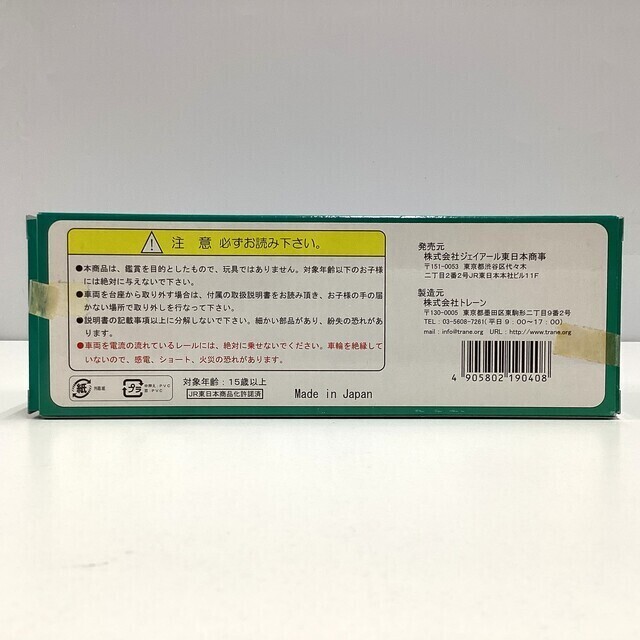 注 意 必ずお読み下さい。
●本商品は、鑑賞を目的としたもので、玩具ではありません。対象年齢以下のお子様
には絶対に与えないで下さい。
●車両を台座から取り外す場合は、付属の取扱説明書をお読み頂き、お子様の手の届
かない場所で取り外しを行なって下さい。
●説明書の記載事項以上に分解しないで下さい。細かい部品があり、紛失の恐れがあ
ります。
●車両を電流の流れているレールには、絶対に乗せないでください。車輪を絶縁して
いないので、感電、ショート、火災の恐れがあります。
紙
プラ
対象年齢：15歳以上
JR東日本商品化許諾済
Made in Japan
発売元
株式会社ジェイアール東日本商事
〒151-0053 東京都渋谷区代々木
二丁目2番2号JR東日本本社ビル11F
製造元
株式会社トレーン
〒130-0005 東京都墨田区東駒形二丁目9番2号
TEL：03-5608-7261(平日9：00～17：00)
mail：info@trane.org URL：http://www.trane.org
4 905802 190408